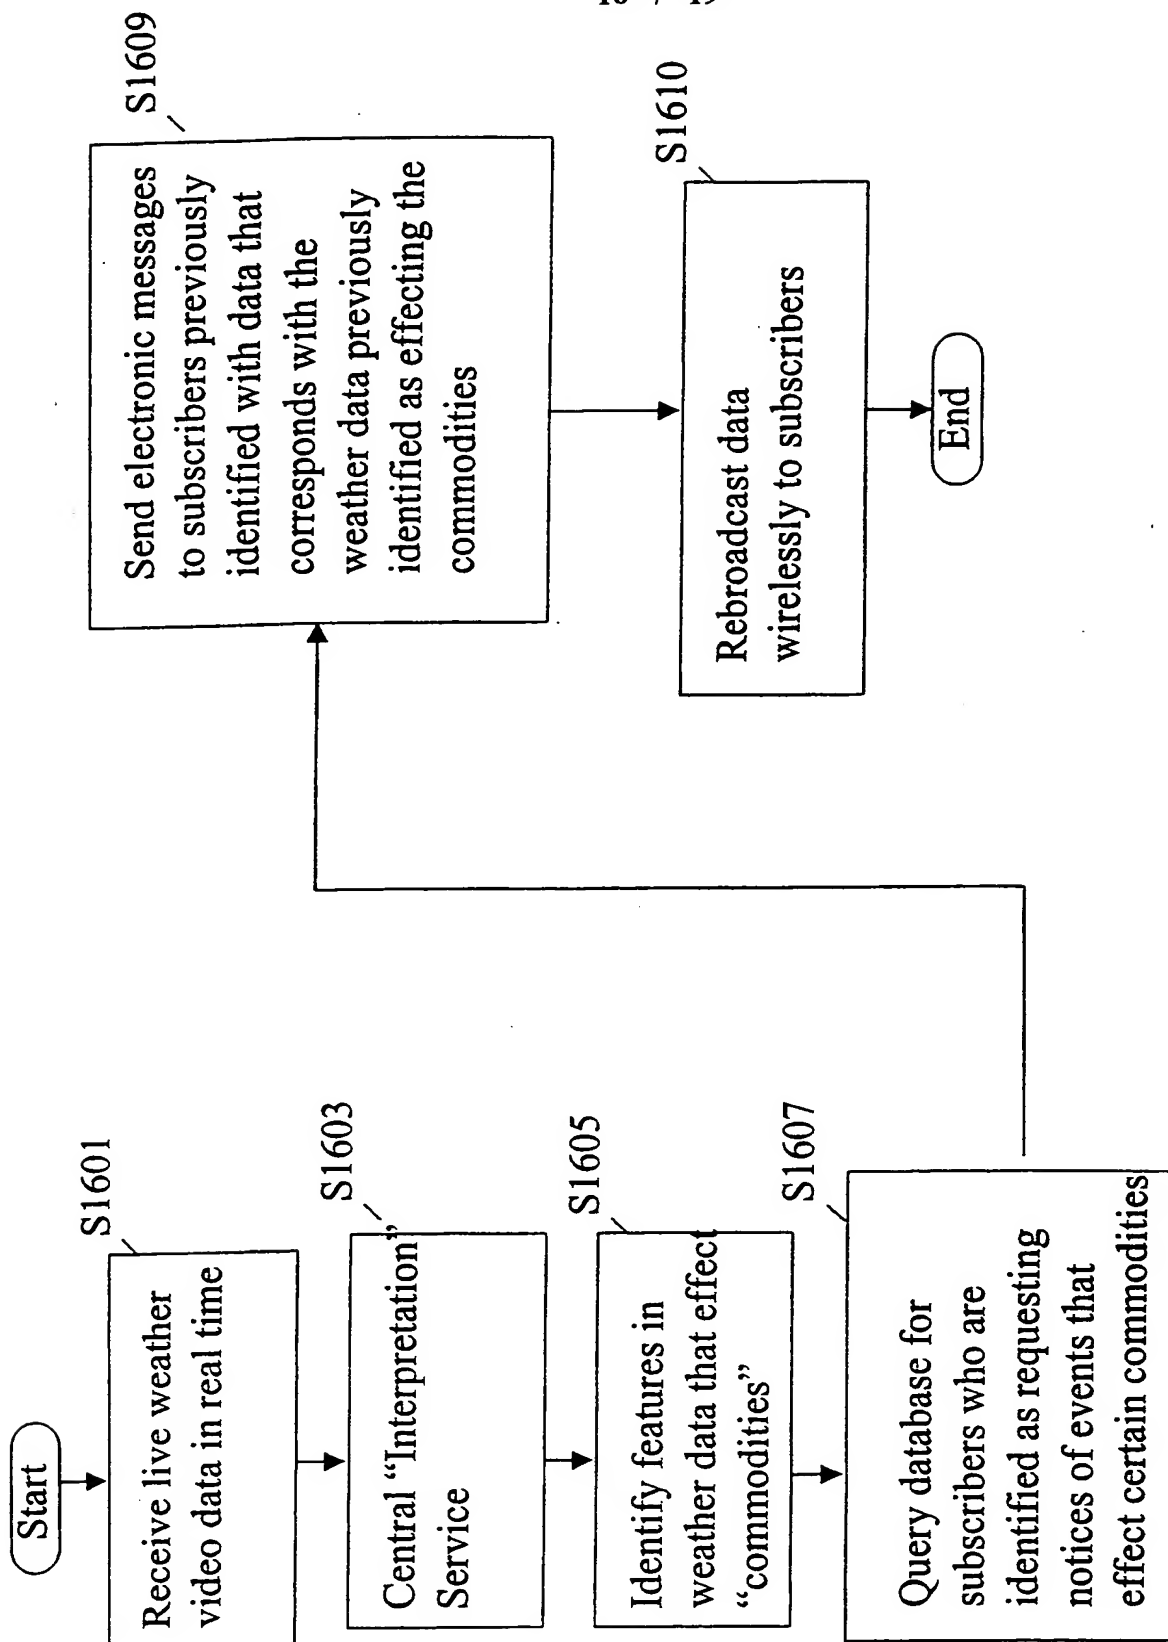 Start
S1601
Receive live weather
video data in real time
S1603
Central “Interpretation”
Service
S1605
Identify features in
weather data that effect
“commodities”
S1607
Query database for
subscribers who are
identified as requesting
notices of events that
effect certain commodities
S1609
Send electronic messages
to subscribers previously
identified with data that
corresponds with the
weather data previously
identified as effecting the
commodities
S1610
Rebroadcast data
wirelessly to subscribers
End